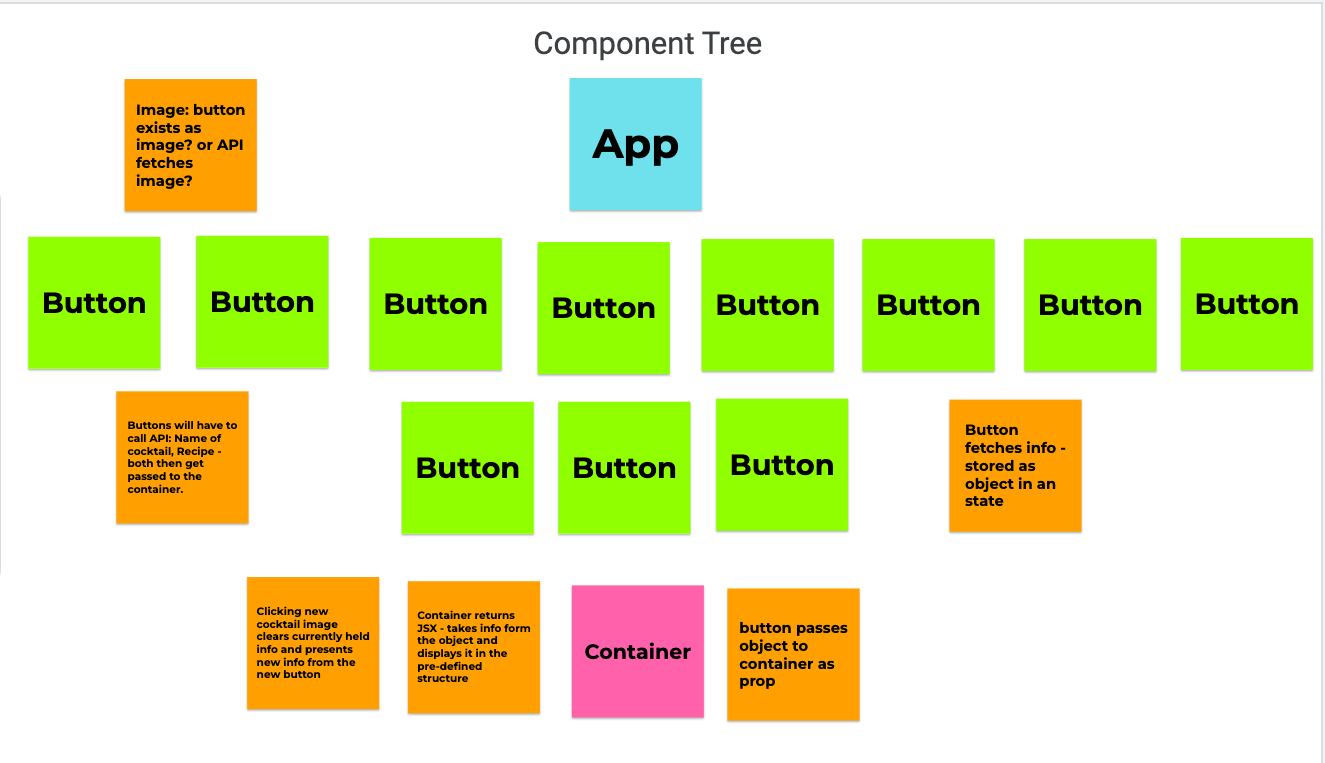 Component Tree
Image: button
exists as
image? or API
fetches
image?
App
Button
Button
Button
Button
Button
Button
Button
Button
Buttons will have to
call API: Name of
cocktail, Recipe -
both then get
passed to the
container.
Button
Button
Button
Button
fetches info -
stored as
object in an
state
Clicking new
cocktail image
clears currently held
info and presents
new info from the
new button
Container returns
JSX - takes info form
the object and
displays it in the
pre-defined
structure
Container
button passes
object to
container as
prop